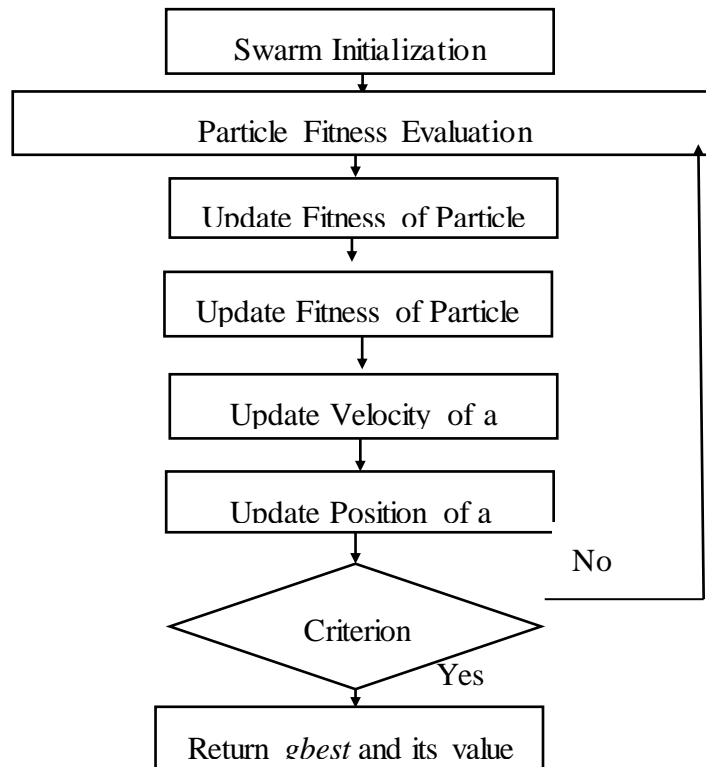 Swarm Initialization
Particle Fitness Evaluation
Update Fitness of Particle
Update Fitness of Particle
Update Velocity of a
Update Position of a
No
Criterion
Yes
Return gbest and its value